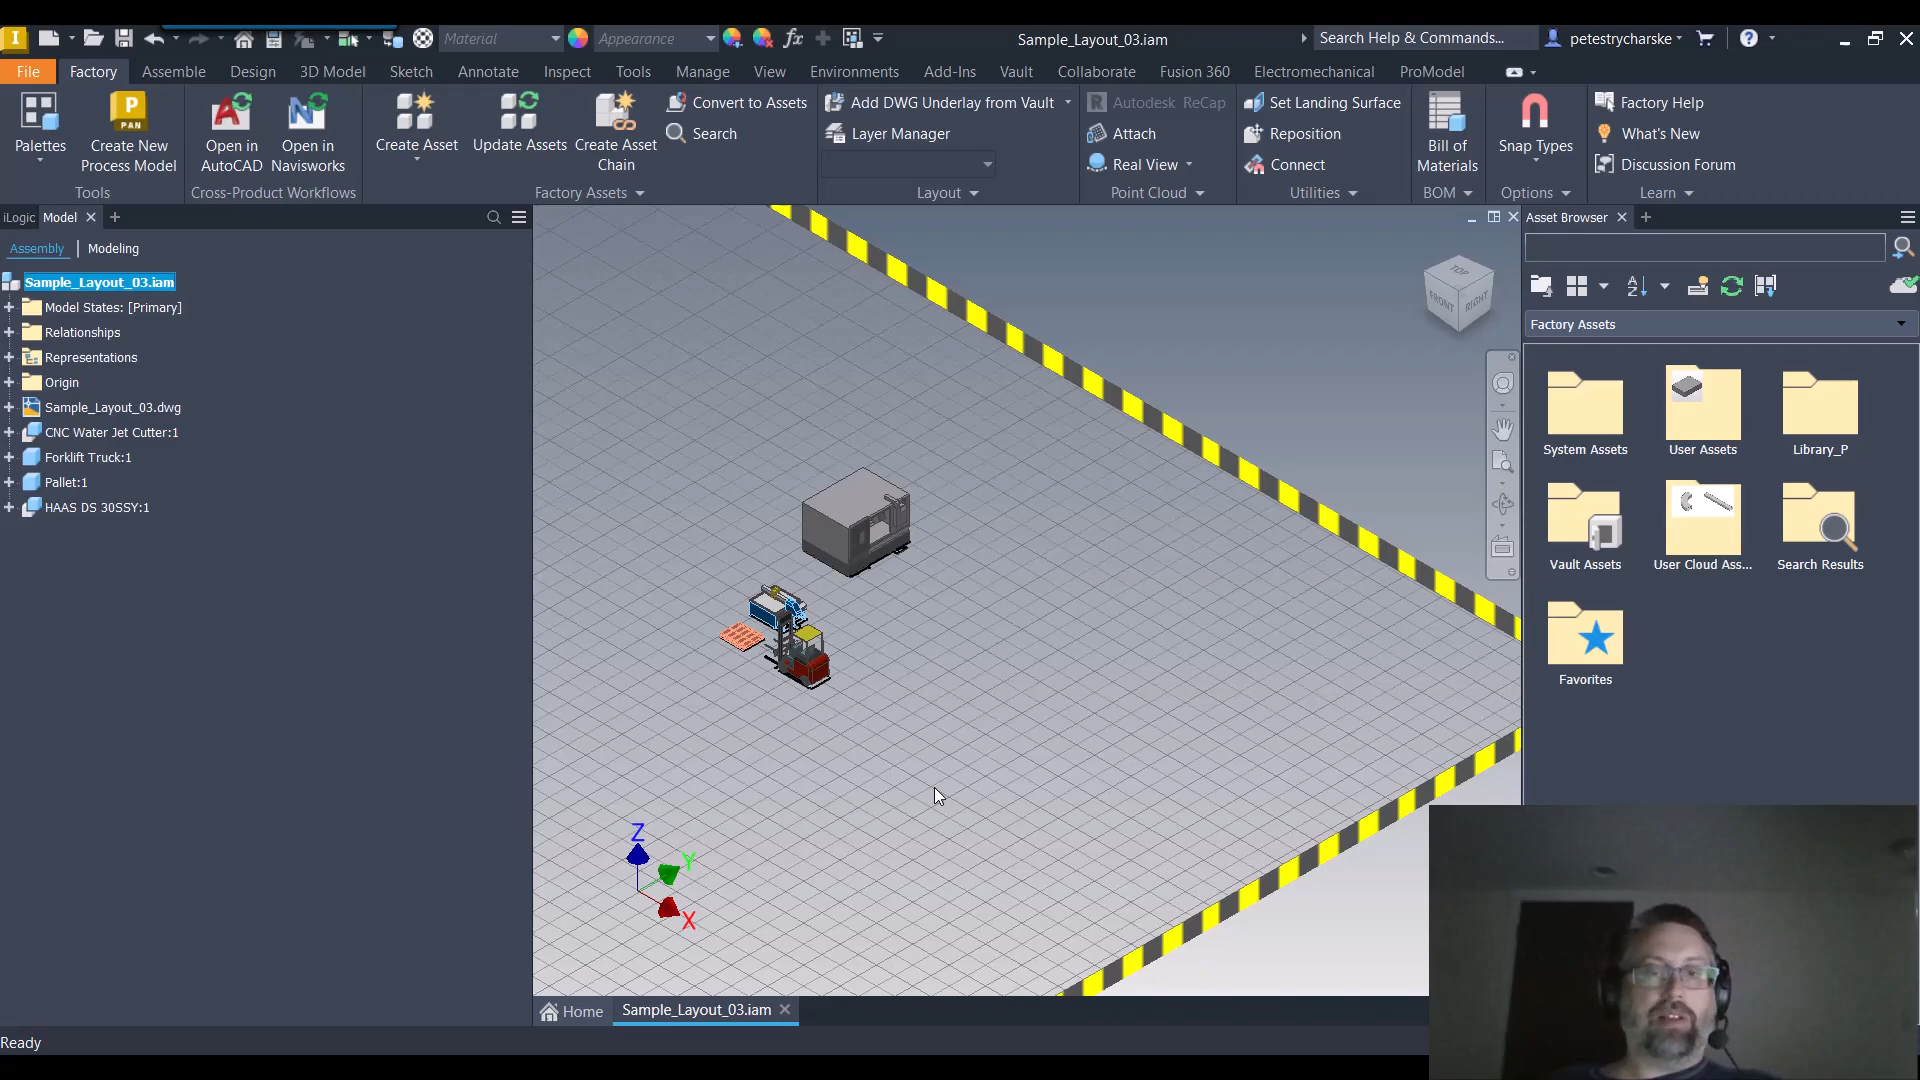 Material
Appearance
fx
Sample_Layout_03.iam
Search Help & Commands...
petestrycharske
File
Factory
Assemble
Design
3D Model
Sketch
Annotate
Inspect
Tools
Manage
View
Environments
Add-Ins
Vault
Collaborate
Fusion 360
Electromechanical
ProModel
Palettes
P
PAN
Create New
Process Model
Tools
Open in
AutoCAD
Open in
Navisworks
Cross-Product Workflows
Create Asset
Update Assets
Create Asset
Chain
Convert to Assets
Search
Factory Assets
Add DWG Underlay from Vault
Layer Manager
Layout
Autodesk ReCap
Attach
Real View
Point Cloud
Set Landing Surface
Reposition
Connect
Utilities
Bill of
Materials
BOM
Snap Types
Options
Factory Help
What's New
Discussion Forum
Learn
iLogic
Model
Assembly
Modeling
Sample_Layout_03.iam
Model States: [Primary]
Relationships
Representations
Origin
Sample_Layout_03.dwg
CNC Water Jet Cutter:1
Forklift Truck:1
Pallet:1
HAAS DS 30SSY:1
TOP
FRONT
RIGHT
Z
Y
X
Asset Browser
Factory Assets
System Assets
User Assets
Library_P
Vault Assets
User Cloud Ass...
Search Results
Favorites
Home
Sample_Layout_03.iam
Ready